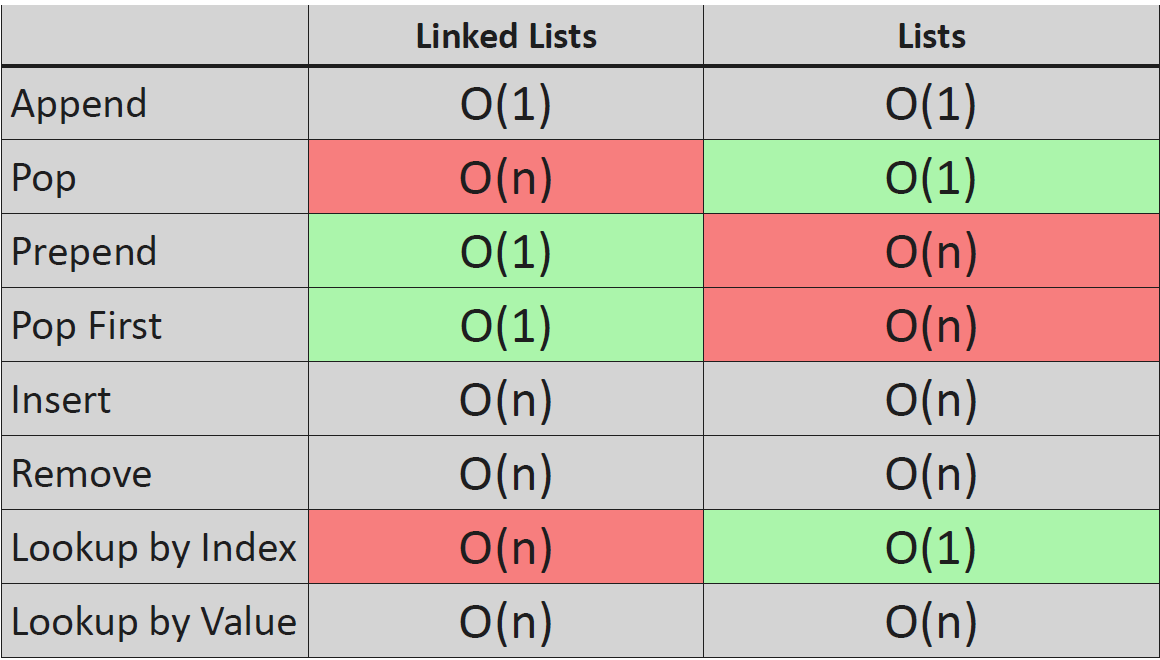 Linked Lists Lists
Append O(1) O(1)
Pop O(n) O(1)
Prepend O(1) O(n)
Pop First O(1) O(n)
Insert O(n) O(n)
Remove O(n) O(n)
Lookup by Index O(n) O(1)
Lookup by Value O(n) O(n)